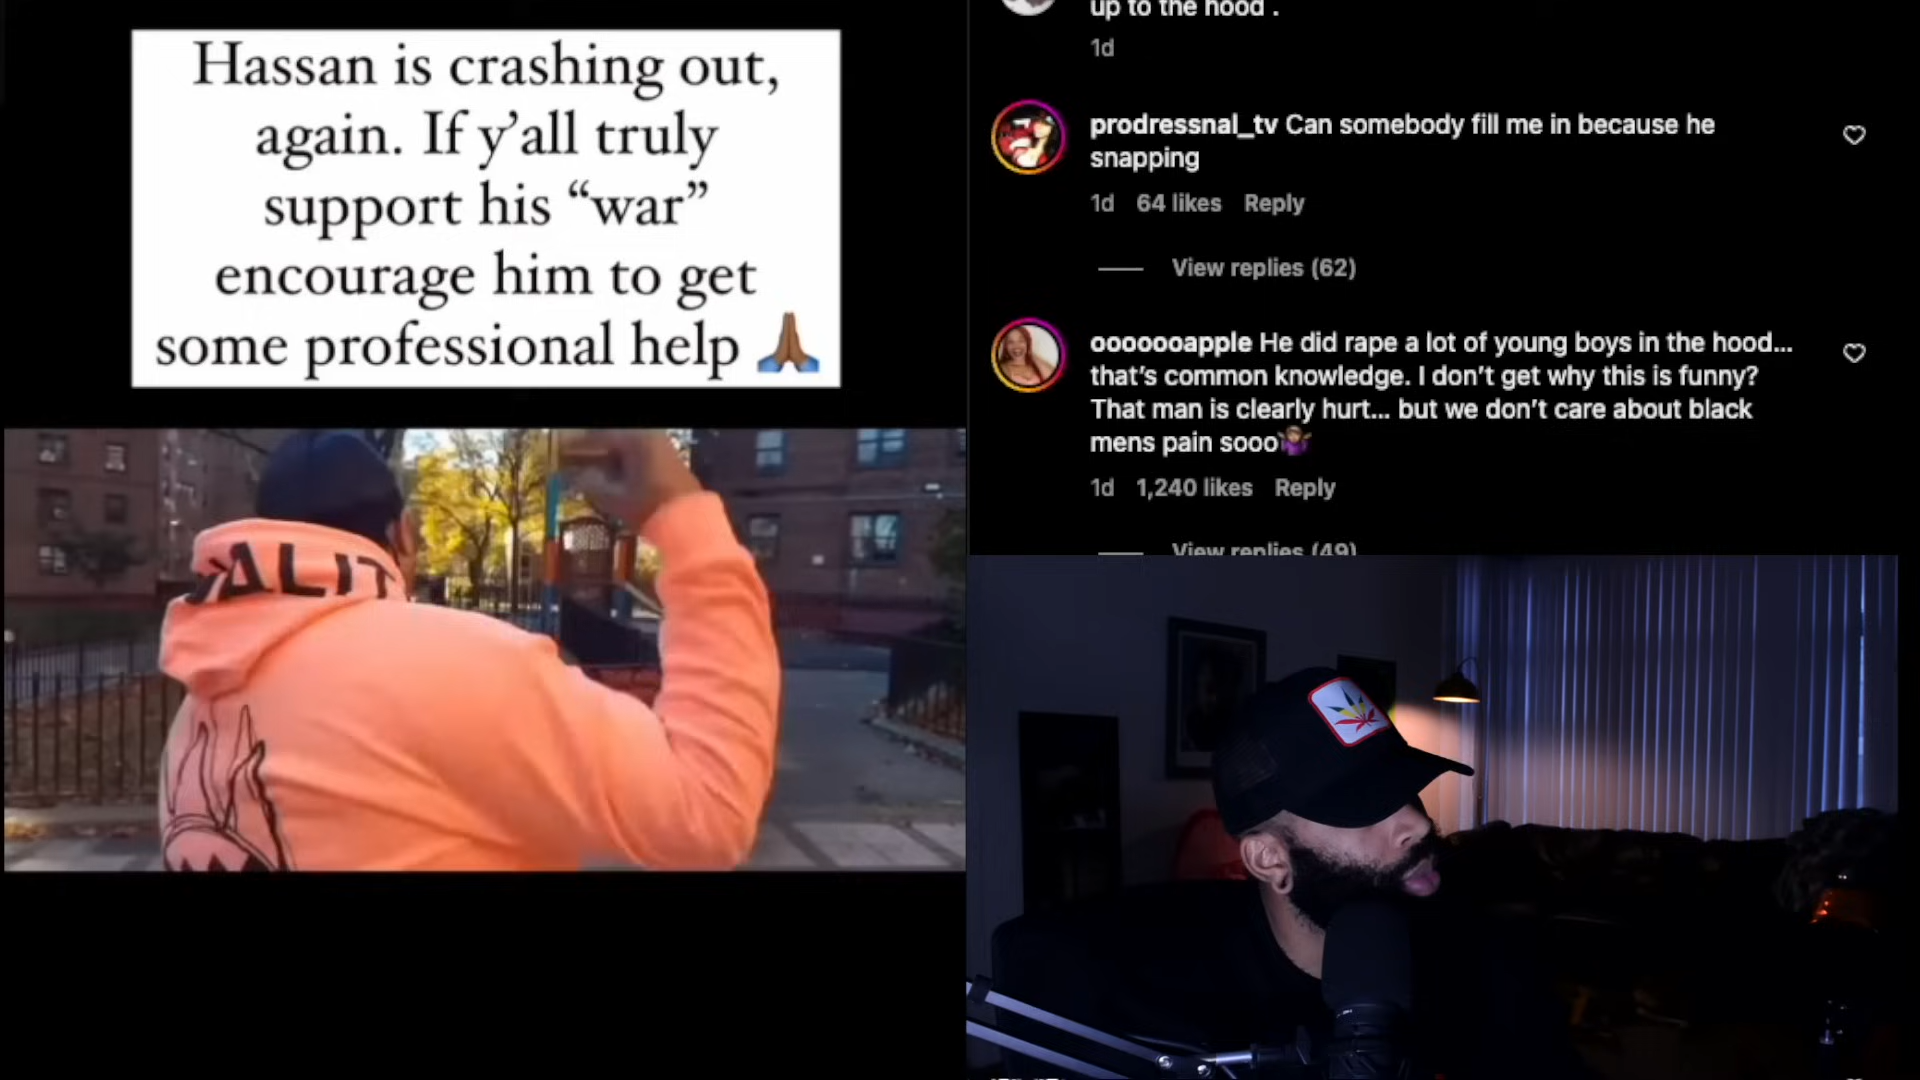 Hassan is crashing out,
again. If y’all truly
support his “war”
encourage him to get
some professional help 🙏🏾
ALIT
up to the hood .
1d
prodressnal_tv Can somebody fill me in because he
snapping
1d 64 likes Reply
View replies (62)
ooooooapple He did rape a lot of young boys in the hood...
that’s common knowledge. I don’t get why this is funny?
That man is clearly hurt... but we don’t care about black
mens pain sooo🤷🏾‍♀️
1d 1,240 likes Reply
View replies (49)